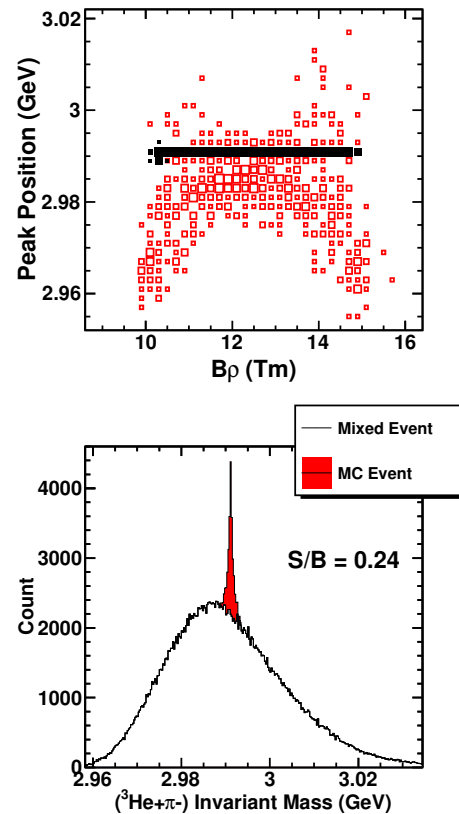 3.02
3
2.98
2.96
Peak Position (GeV)
10 12 14 16
Bρ (Tm)
Mixed Event
MC Event
4000
3000
2000
1000
0
Count
S/B = 0.24
2.96 2.98 3 3.02
(³He+π-) Invariant Mass (GeV)